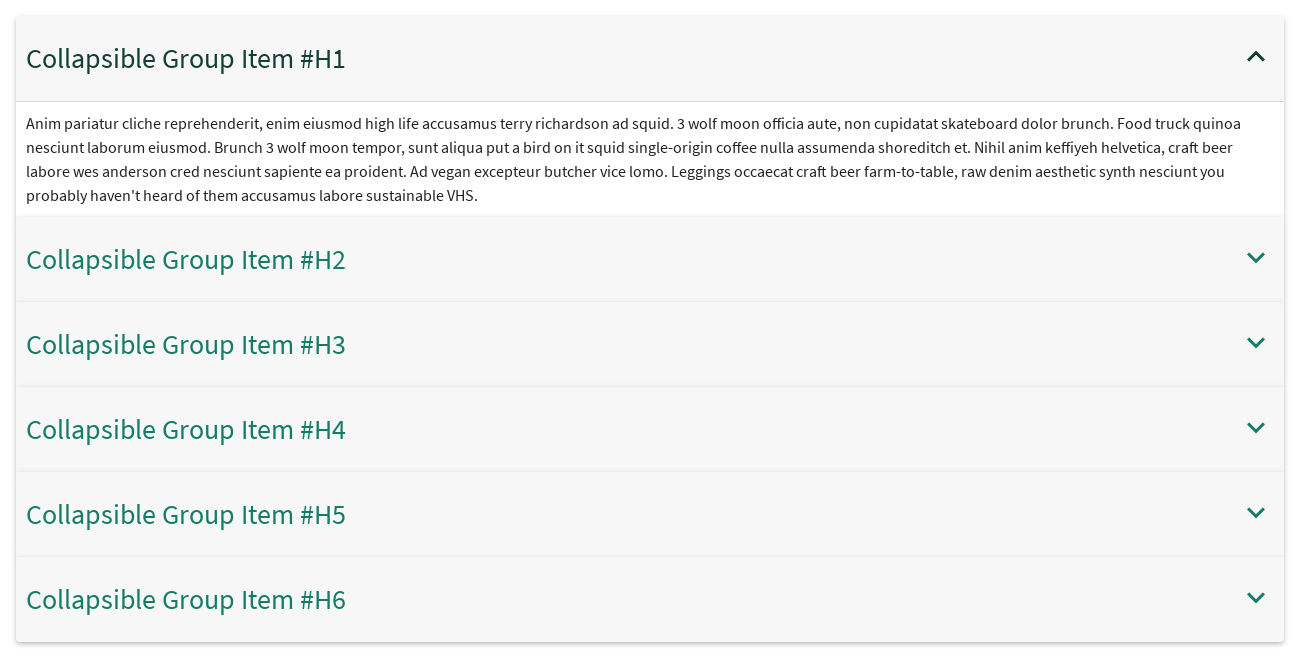 Collapsible Group Item #H1
Anim pariatur cliche reprehenderit, enim eiusmod high life accusamus terry richardson ad squid. 3 wolf moon officia aute, non cupidatat skateboard dolor brunch. Food truck quinoa
nesciunt laborum eiusmod. Brunch 3 wolf moon tempor, sunt aliqua put a bird on it squid single-origin coffee nulla assumenda shoreditch et. Nihil anim keffiyeh helvetica, craft beer
labore wes anderson cred nesciunt sapiente ea proident. Ad vegan excepteur butcher vice lomo. Leggings occaecat craft beer farm-to-table, raw denim aesthetic synth nesciunt you
probably haven't heard of them accusamus labore sustainable VHS.
Collapsible Group Item #H2
Collapsible Group Item #H3
Collapsible Group Item #H4
Collapsible Group Item #H5
Collapsible Group Item #H6